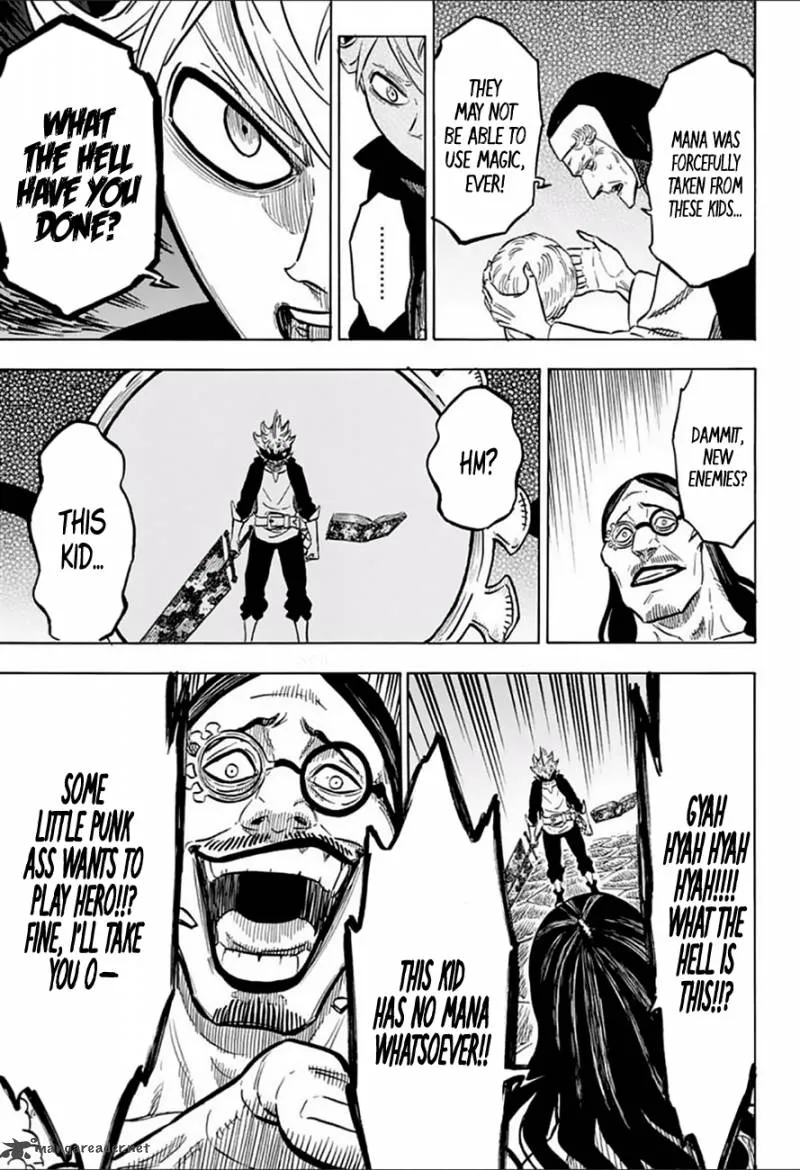 MANA WAS
FORCEFULLY
TAKEN FROM
THESE KIDS...
THEY
MAY NOT
BE ABLE TO
USE MAGIC,
EVER!
.........
WHAT
THE HELL
HAVE YOU
DONE?
DAMMIT,
NEW
ENEMIES?
HM?
THIS
KID...
GYAH
HYAH HYAH
HYAH!!!!
WHAT THE
HELL IS
THIS!!?
THIS KID
HAS NO MANA
WHATSOEVER!!
SOME
LITTLE PUNK
ASS WANTS TO
PLAY HERO!!?
FINE, I'LL TAKE
YOU O—
mangareader.net